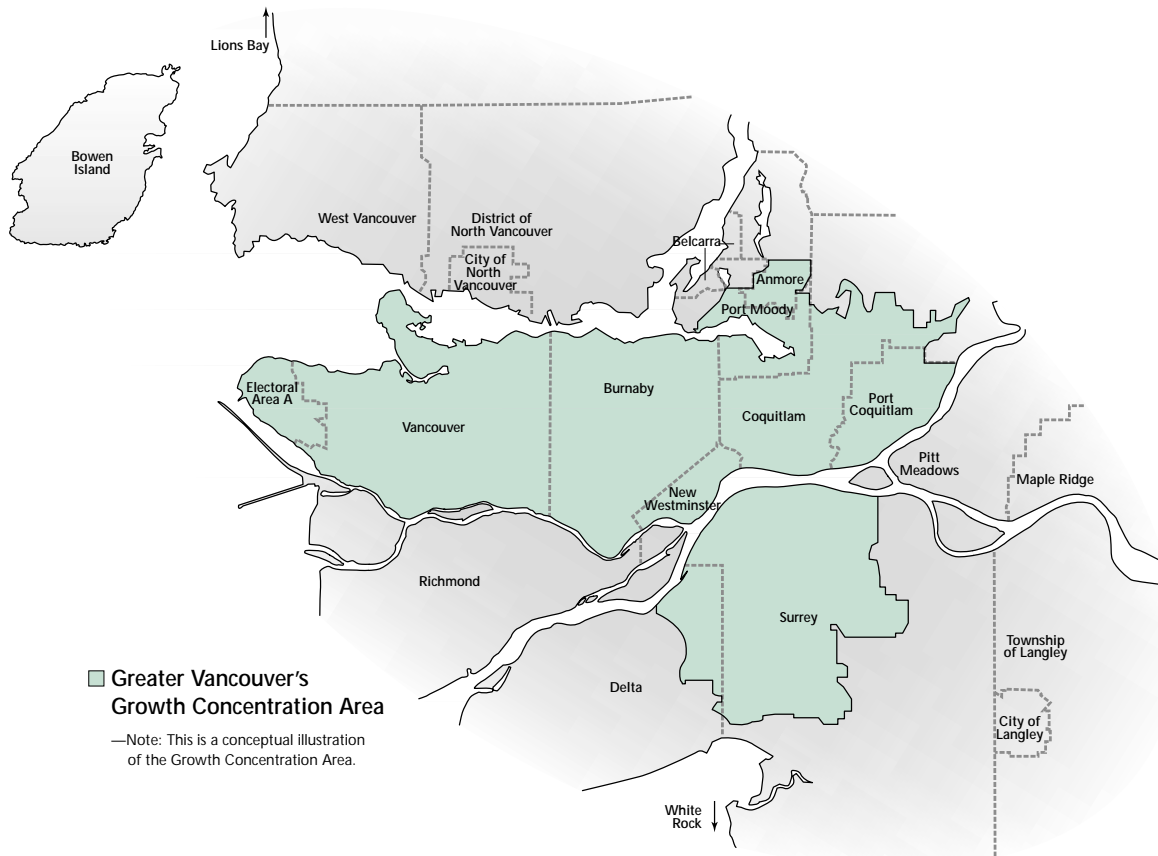 Lions Bay
Bowen
Island
West Vancouver
District of
North Vancouver
City of
North
Vancouver
Belcarra
Anmore
Port Moody
Electoral
Area A
Vancouver
Burnaby
Coquitlam
Port
Coquitlam
New
Westminster
Pitt
Meadows
Maple Ridge
Richmond
Surrey
Delta
Township
of Langley
City of
Langley
White
Rock
Greater Vancouver's
Growth Concentration Area
—Note: This is a conceptual illustration
of the Growth Concentration Area.